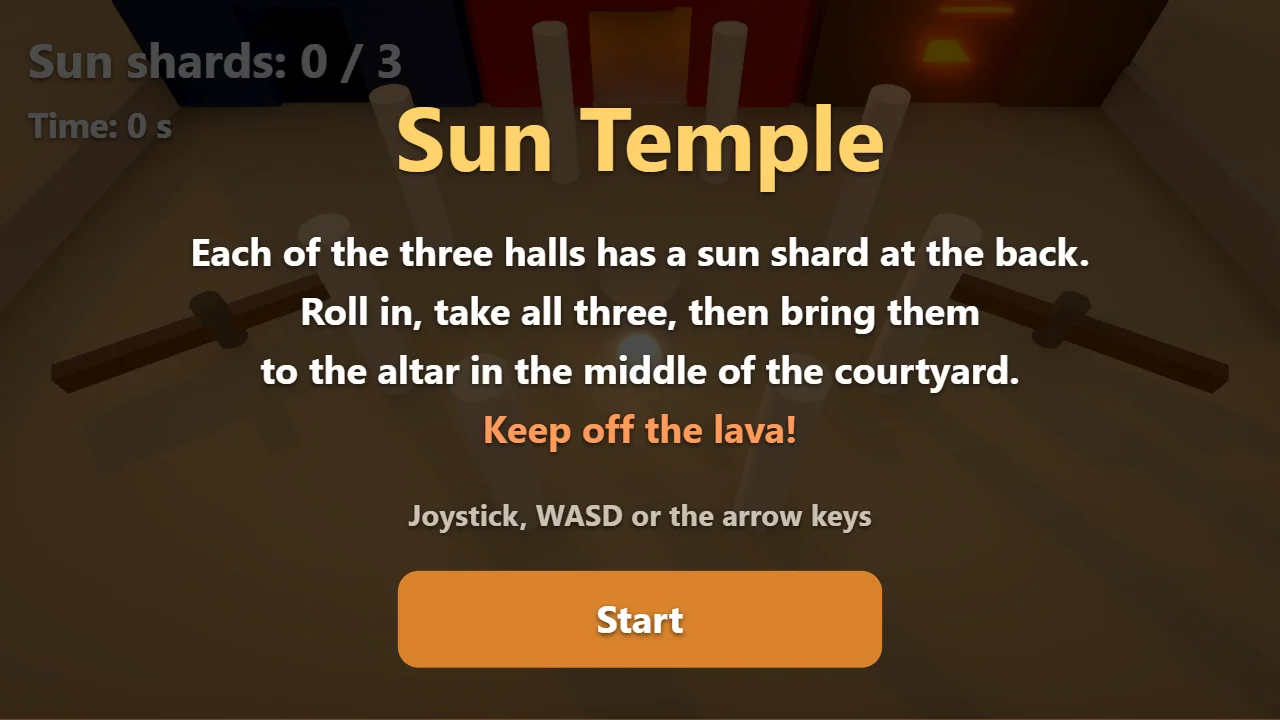 Sun shards: 0 / 3
Time: 0 s
Sun Temple
Each of the three halls has a sun shard at the back.
Roll in, take all three, then bring them
to the altar in the middle of the courtyard.
Keep off the lava!
Joystick, WASD or the arrow keys
Start